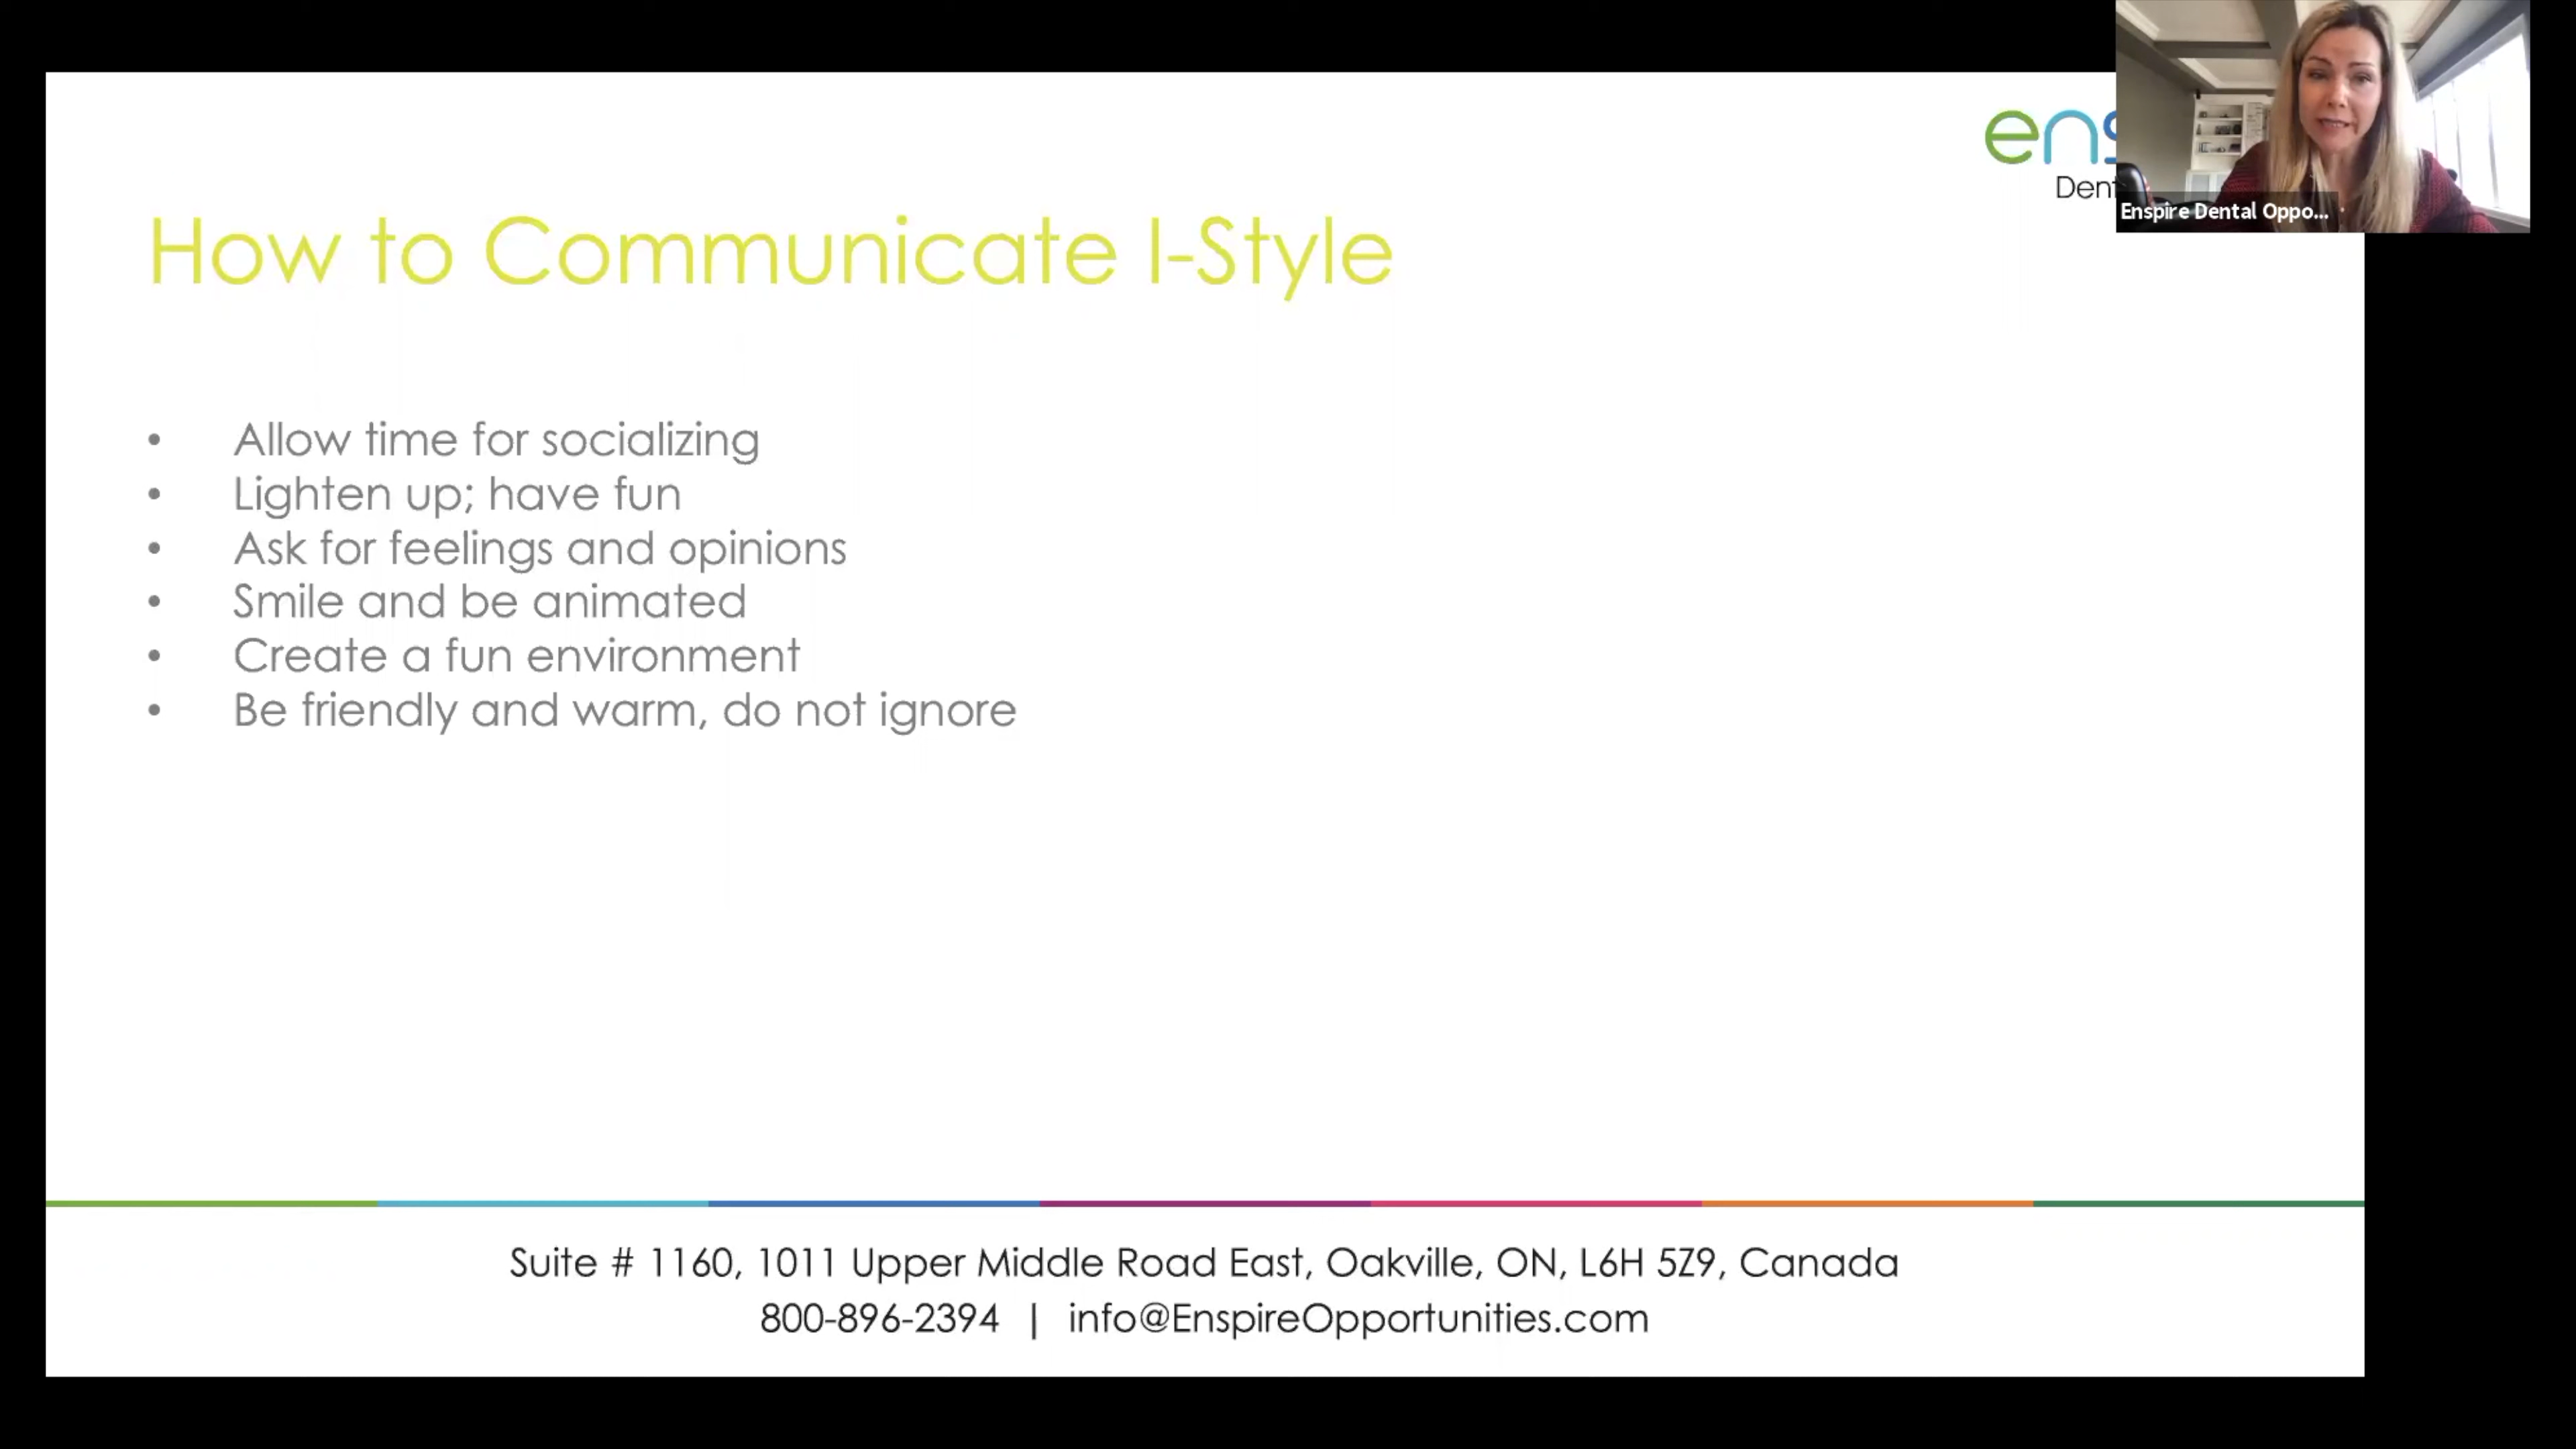 How to Communicate I-Style
• Allow time for socializing
• Lighten up; have fun
• Ask for feelings and opinions
• Smile and be animated
• Create a fun environment
• Be friendly and warm, do not ignore
Enspire Dental Oppo...
Suite # 1160, 1011 Upper Middle Road East, Oakville, ON, L6H 5Z9, Canada
800-896-2394 | info@EnspireOpportunities.com